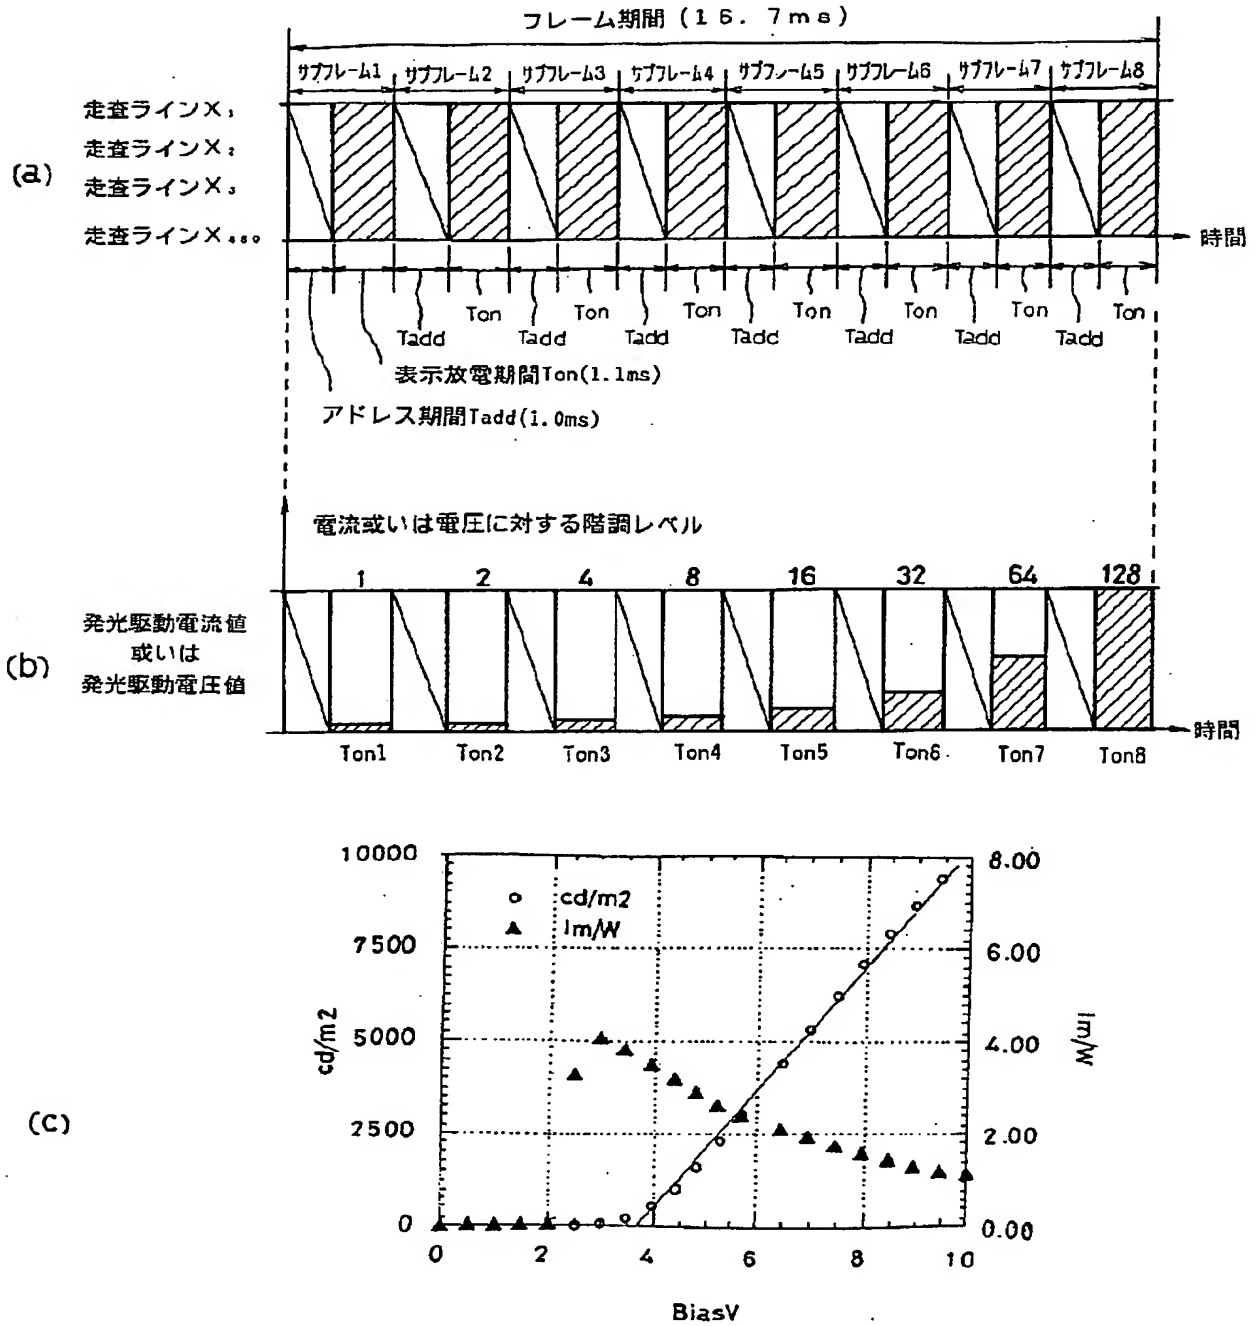 フレーム期間(16.7ms)
サブフレーム1 サブフレーム2 サブフレーム3 サブフレーム4 サブフレーム5 サブフレーム6 サブフレーム7 サブフレーム8
(a)
走査ラインX₁
走査ラインX₂
走査ラインX₃
走査ラインX₄₈₀
時間
Ton Ton Ton Ton Ton Ton Ton
Tadd Tadd Tadd Tadd Tadd Tadd Tadd
表示放電期間Ton(1.1ms)
アドレス期間Tadd(1.0ms)
電流或いは電圧に対する階調レベル
1 2 4 8 16 32 64 128
(b)
発光駆動電流値
或いは
発光駆動電圧値
時間
Ton1 Ton2 Ton3 Ton4 Ton5 Ton6 Ton7 Ton8
(c)
cd/m2
10000
7500
5000
2500
0
cd/m2
lm/W
8.00
6.00
4.00
2.00
0.00
lm/W
0 2 4 6 8 10
BiasV